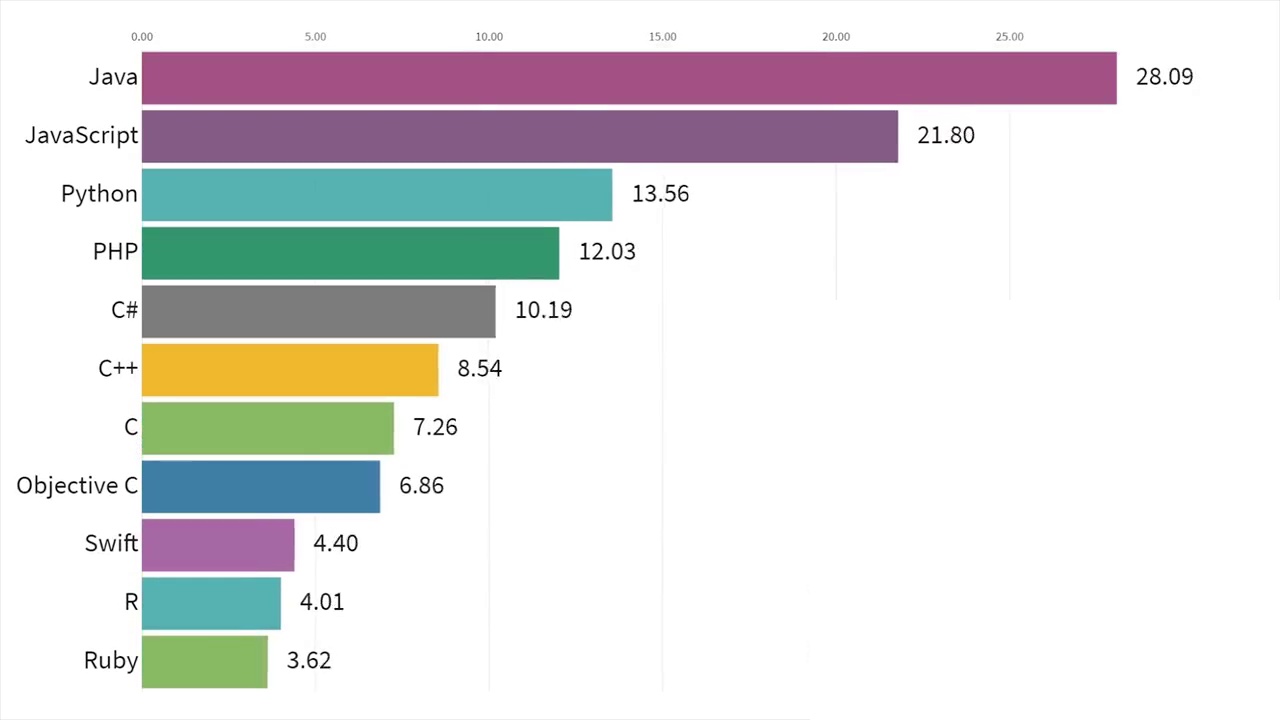 0.00 5.00 10.00 15.00 20.00 25.00
Java 28.09
JavaScript 21.80
Python 13.56
PHP 12.03
C# 10.19
C++ 8.54
C 7.26
Objective C 6.86
Swift 4.40
R 4.01
Ruby 3.62